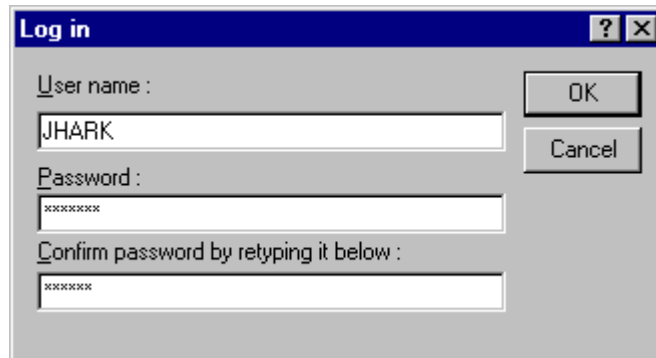 Log in
User name :
OK
JHARK
Cancel
Password :
*******
Confirm password by retyping it below :
******